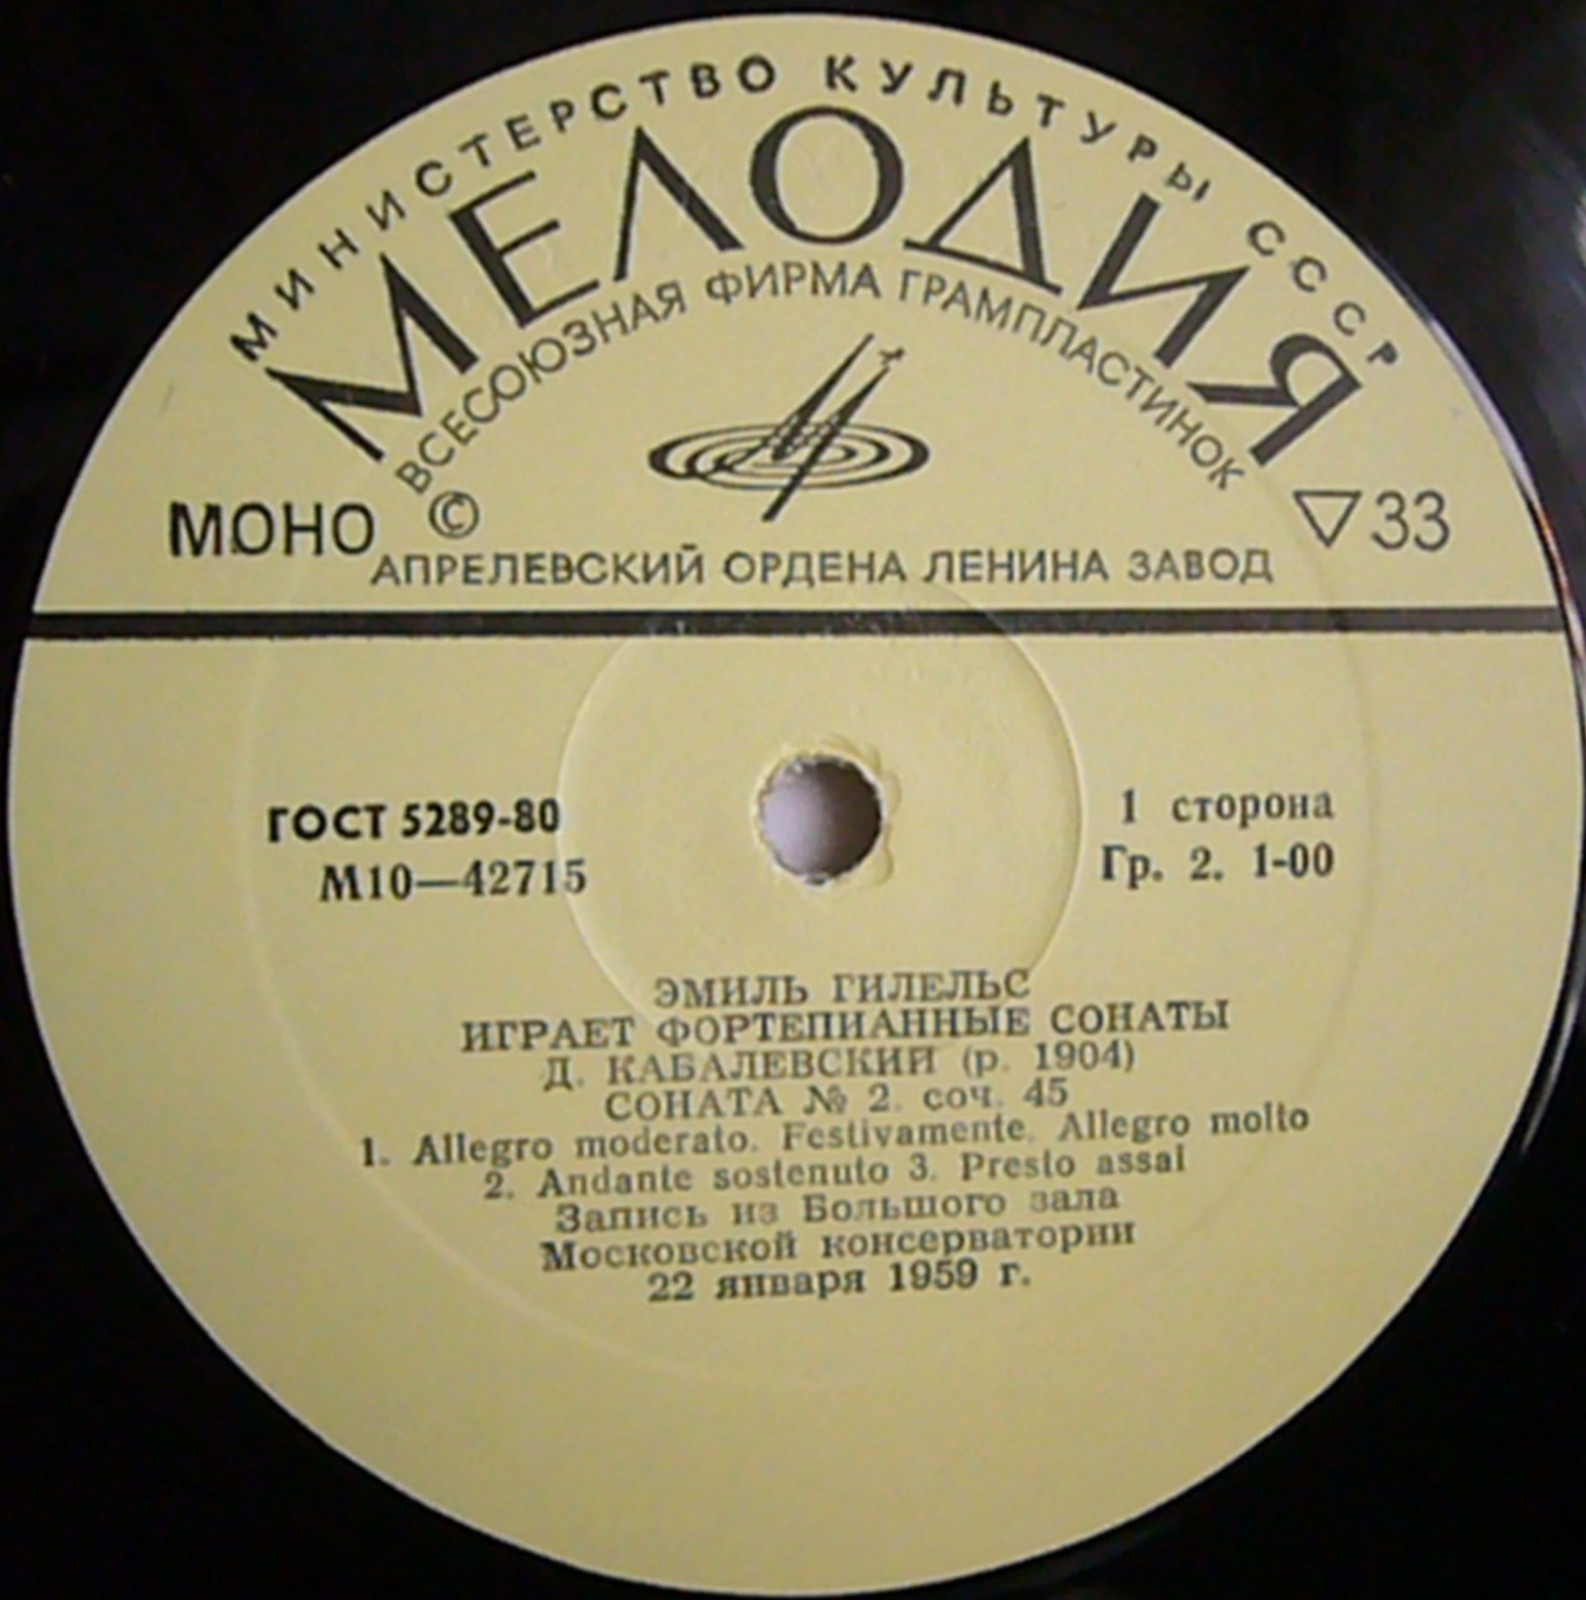 МИНИСТЕРСТВО КУЛЬТУРЫ СССР
МЕЛОДИЯ
ВСЕСОЮЗНАЯ ФИРМА ГРАМПЛАСТИНОК
МОНО © ▽33
АПРЕЛЕВСКИЙ ОРДЕНА ЛЕНИНА ЗАВОД
ГОСТ 5289-80
М10—42715
1 сторона
Гр. 2. 1-00
ЭМИЛЬ ГИЛЕЛЬС
ИГРАЕТ ФОРТЕПИАННЫЕ СОНАТЫ
Д. КАБАЛЕВСКИЙ (р. 1904)
СОНАТА № 2. соч. 45
1. Allegro moderato. Festivamente. Allegro molto
2. Andante sostenuto 3. Presto assai
Запись из Большого зала
Московской консерватории
22 января 1959 г.